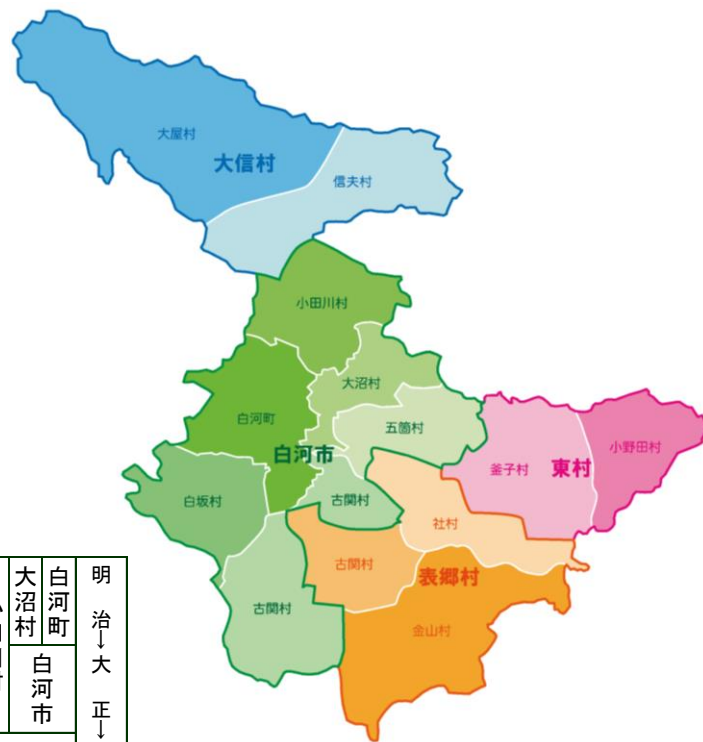 大屋村
大信村
信夫村
小田川村
大沼村
白河町
五箇村
小野田村
白河市
釜子村
東村
白坂村
古関村
社村
古関村
表郷村
古関村
金山村
明治→大正→
白河町
大沼村
白河市